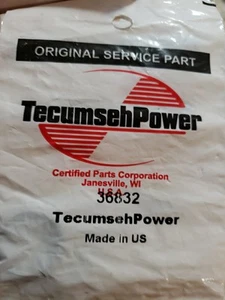 ORIGINAL SERVICE PART
TecumsehPower
Certified Parts Corporation
Janesville, WI
U.S.A.
36832
TecumsehPower
Made in US